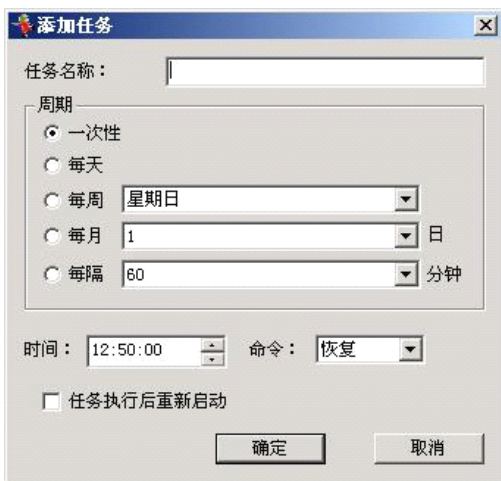 添加任务
任务名称：
周期
一次性
每天
每周 星期日
每月 1 日
每隔 60 分钟
时间： 12:50:00 命令： 恢复
任务执行后重新启动
确定 取消